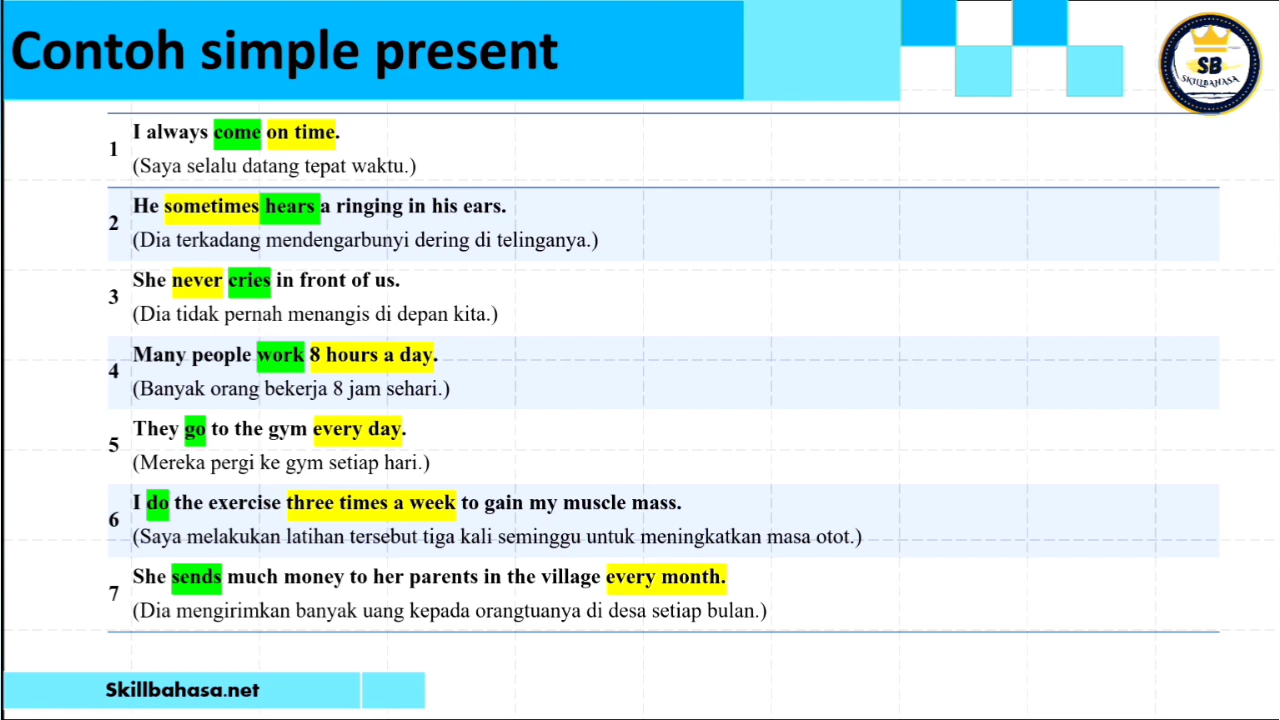 Contoh simple present
SB
SKILLBAHASA
1
I always come on time.
(Saya selalu datang tepat waktu.)
2
He sometimes hears a ringing in his ears.
(Dia terkadang mendengarbunyi dering di telinganya.)
3
She never cries in front of us.
(Dia tidak pernah menangis di depan kita.)
4
Many people work 8 hours a day.
(Banyak orang bekerja 8 jam sehari.)
5
They go to the gym every day.
(Mereka pergi ke gym setiap hari.)
6
I do the exercise three times a week to gain my muscle mass.
(Saya melakukan latihan tersebut tiga kali seminggu untuk meningkatkan masa otot.)
7
She sends much money to her parents in the village every month.
(Dia mengirimkan banyak uang kepada orangtuanya di desa setiap bulan.)
Skillbahasa.net